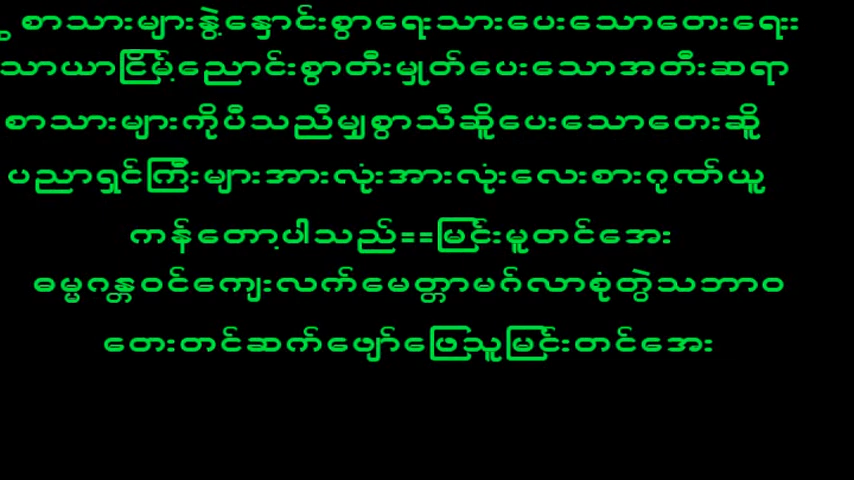 စာသားများနွဲ့နှောင်းစွာရေးသားပေးသောတေးရေး
သာယာငြိမ့်ညောင်းစွာတီးမှုတ်ပေးသောအတီးဆရာ
စာသားများကိုပီသညီမျှစွာသီဆိုပေးသောတေးဆို
ပညာရှင်ကြီးများအားလုံးအားလုံးလေးစားဂုဏ်ယူ
ကန်တော့ပါသည်==မြင်းမူတင်အေး
ဓမ္မဂန္တဝင်ကျေးလက်မေတ္တာမင်္ဂလာစုံတွဲသဘာဝ
တေးတင်ဆက်ဖျော်ဖြေသူမြင်းတင်အေး